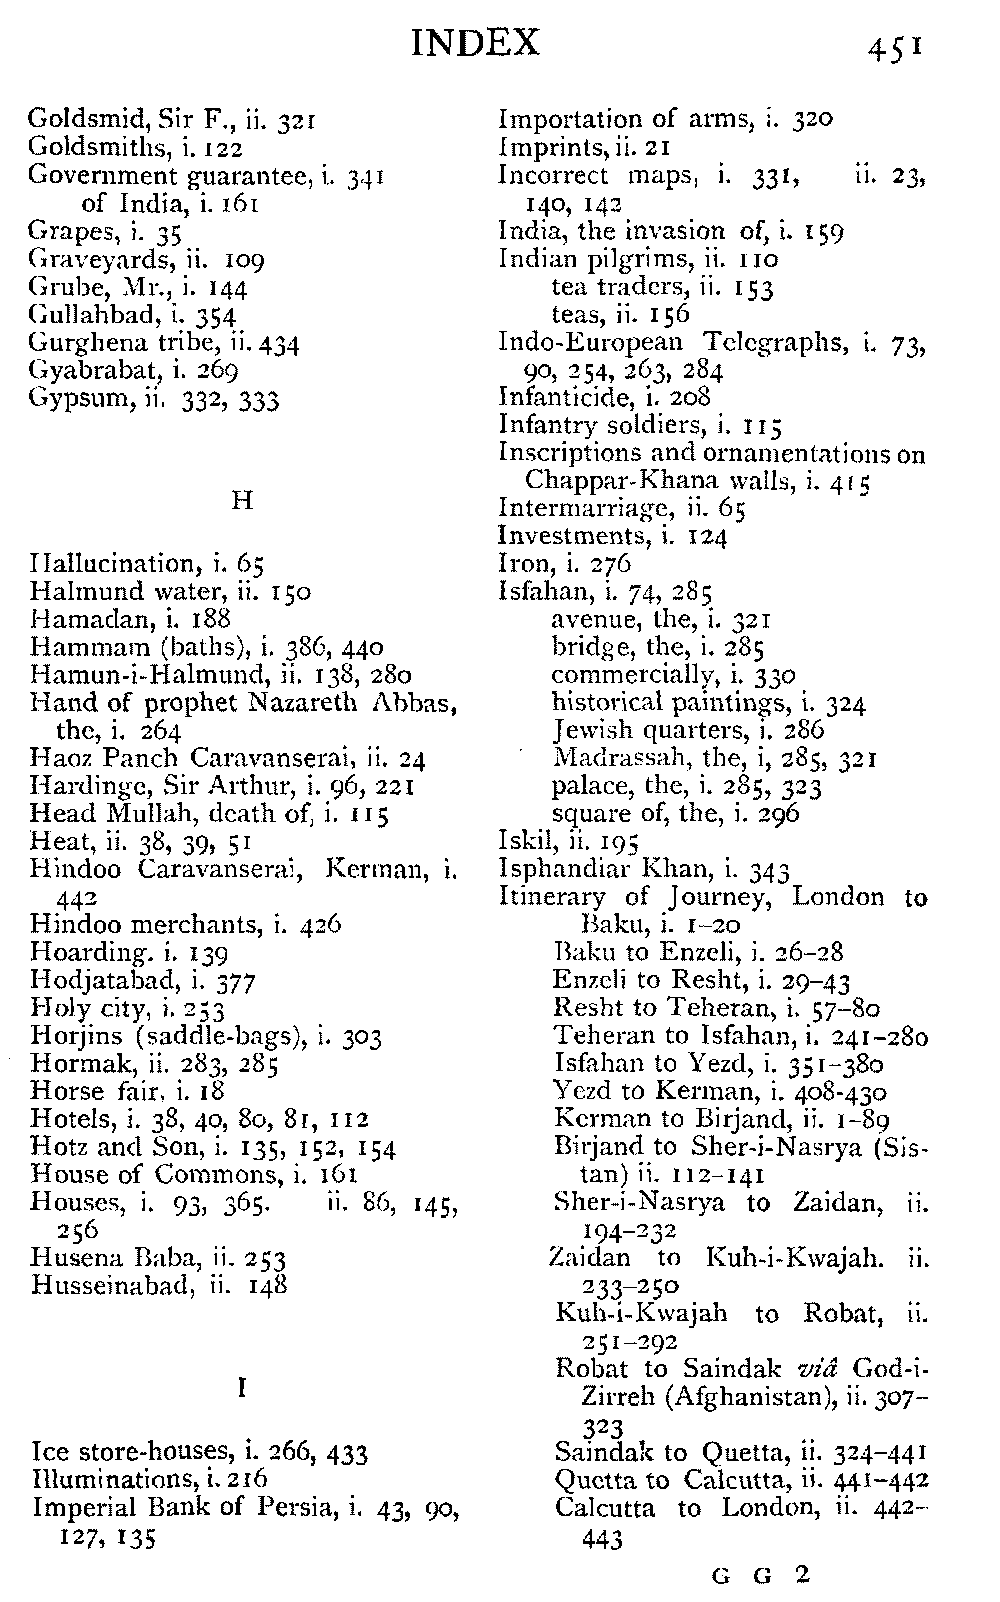 INDEX 451
Goldsmid, Sir F., ii. 321
Goldsmiths, i. 122
Government guarantee, i. 341
of India, i. 161
Grapes, i. 35
Graveyards, ii. 109
Grube, Mr., i. 144
Gullahbad, i. 354
Gurghena tribe, ii. 434
Gyabrabat, i. 269
Gypsum, ii. 332, 333
H
Hallucination, i. 65
Halmund water, ii. 150
Hamadan, i. 188
Hammam (baths), i. 386, 440
Hamun-i-Halmund, ii. 138, 280
Hand of prophet Nazareth Abbas,
the, i. 264
Haoz Panch Caravanserai, ii. 24
Hardinge, Sir Arthur, i. 96, 221
Head Mullah, death of, i. 115
Heat, ii. 38, 39, 51
Hindoo Caravanserai, Kerman, i.
442
Hindoo merchants, i. 426
Hoarding. i. 139
Hodjatabad, i. 377
Holy city, i. 253
Horjins (saddle-bags), i. 303
Hormak, ii. 283, 285
Horse fair, i. 18
Hotels, i. 38, 40, 80, 81, 112
Hotz and Son, i. 135, 152, 154
House of Commons, i. 161
Houses, i. 93, 365. ii. 86, 145,
256
Husena Baba, ii. 253
Husseinabad, ii. 148
I
Ice store-houses, i. 266, 433
Illuminations, i. 216
Imperial Bank of Persia, i. 43, 90,
127, 135
Importation of arms, i. 320
Imprints, ii. 21
Incorrect maps, i. 331, ii. 23,
140, 142
India, the invasion of, i. 159
Indian pilgrims, ii. 110
tea traders, ii. 153
teas, ii. 156
Indo-European Telegraphs, i. 73,
90, 254, 263, 284
Infanticide, i. 208
Infantry soldiers, i. 115
Inscriptions and ornamentations on
Chappar-Khana walls, i. 415
Intermarriage, ii. 65
Investments, i. 124
Iron, i. 276
Isfahan, i. 74, 285
avenue, the, i. 321
bridge, the, i. 285
commercially, i. 330
historical paintings, i. 324
Jewish quarters, i. 286
Madrassah, the, i, 285, 321
palace, the, i. 285, 323
square of, the, i. 296
Iskil, ii. 195
Isphandiar Khan, i. 343
Itinerary of Journey, London to
Baku, i. 1–20
Baku to Enzeli, i. 26–28
Enzeli to Resht, i. 29–43
Resht to Teheran, i. 57–80
Teheran to Isfahan, i. 241–280
Isfahan to Yezd, i. 351–380
Yezd to Kerman, i. 408-430
Kerman to Birjand, ii. 1–89
Birjand to Sher-i-Nasrya (Sis-
tan) ii. 112–141
Sher-i-Nasrya to Zaidan, ii.
194–232
Zaidan to Kuh-i-Kwajah. ii.
233–250
Kuh-i-Kwajah to Robat, ii.
251–292
Robat to Saindak viâ God-i-
Zirreh (Afghanistan), ii. 307–
323
Saindak to Quetta, ii. 324–441
Quetta to Calcutta, ii. 441–442
Calcutta to London, ii. 442–
443
G G 2